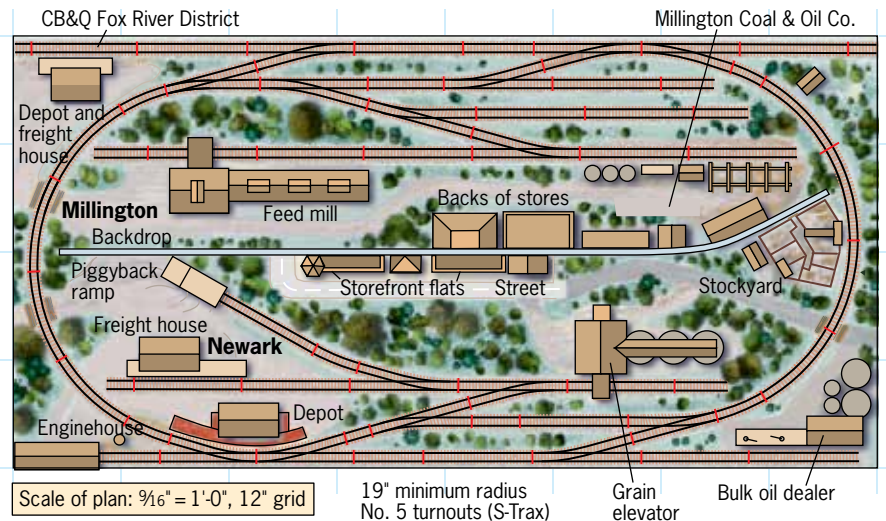 CB&Q Fox River District
Millington Coal & Oil Co.
Depot and
freight
house
Millington
Feed mill
Backs of stores
Backdrop
Piggyback
ramp
Storefront flats
Street
Stockyard
Freight house
Newark
Depot
Enginehouse
Scale of plan: 9⁄16" = 1'-0", 12" grid
19" minimum radius
No. 5 turnouts (S-Trax)
Grain
elevator
Bulk oil dealer